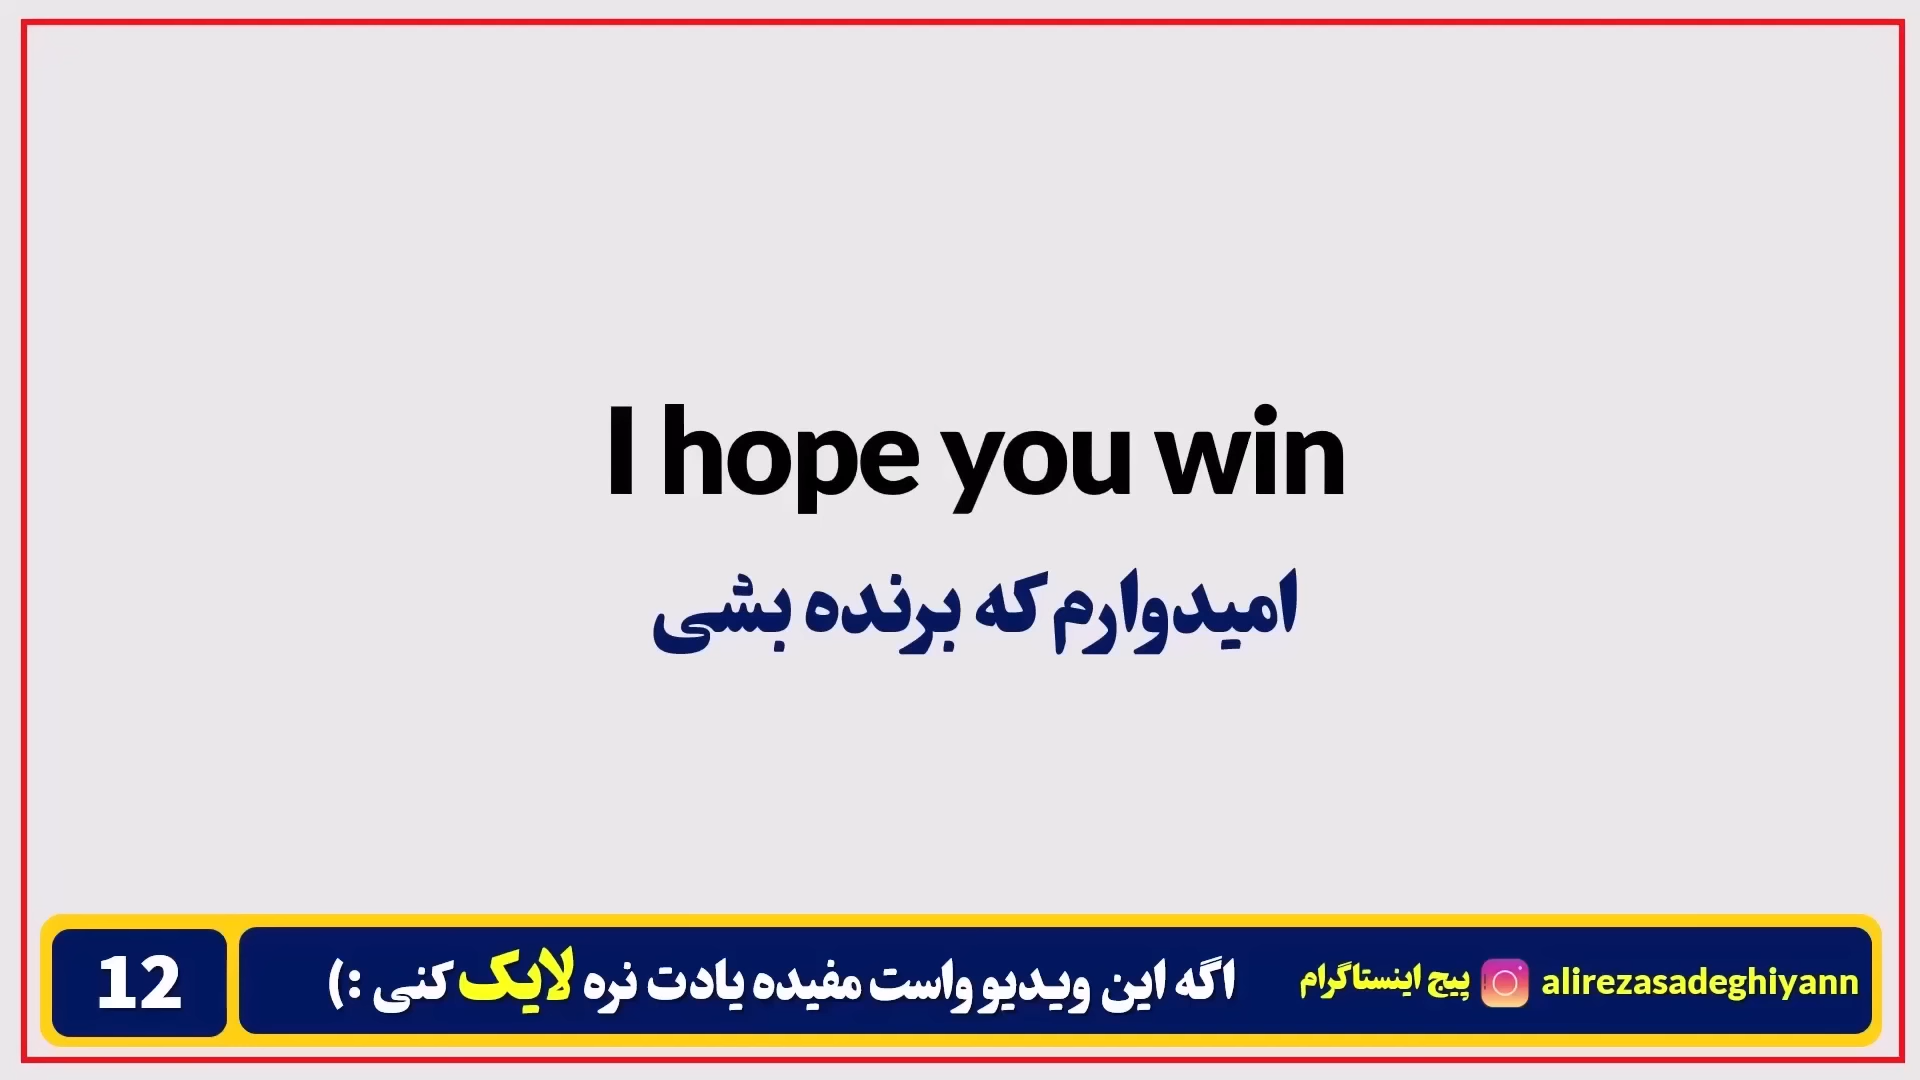 I hope you win
امیدوارم که برنده بشی
12
اگه این ویدیو واست مفیده یادت نره لایک کنی :)
پیج اینستاگرام alirezasadeghiyann